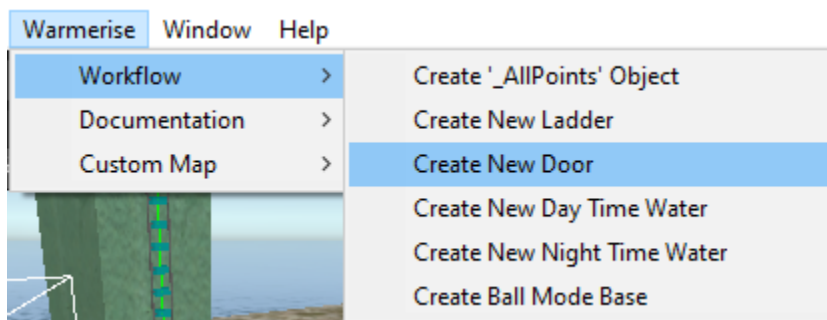 Warmerise Window Help
Workflow > Create '_AllPoints' Object
Documentation > Create New Ladder
Custom Map > Create New Door
Create New Day Time Water
Create New Night Time Water
Create Ball Mode Base